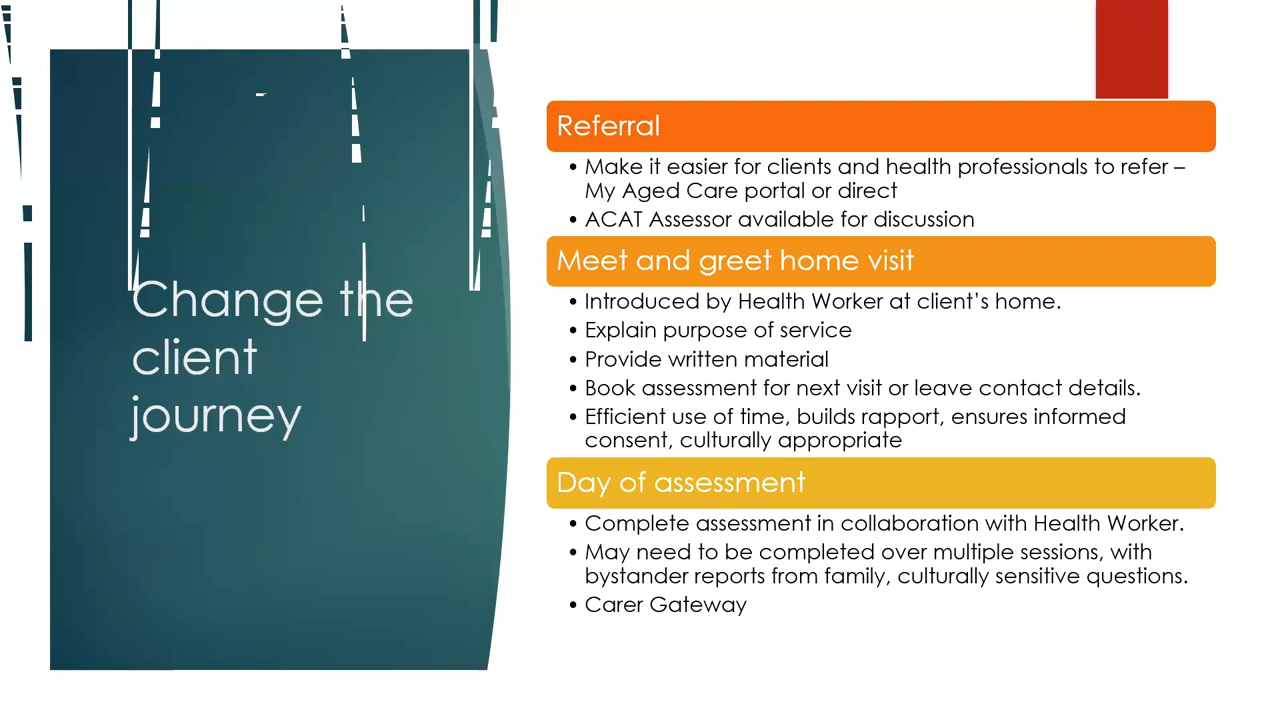 Change the
client
journey
Referral
• Make it easier for clients and health professionals to refer –
My Aged Care portal or direct
• ACAT Assessor available for discussion
Meet and greet home visit
• Introduced by Health Worker at client’s home.
• Explain purpose of service
• Provide written material
• Book assessment for next visit or leave contact details.
• Efficient use of time, builds rapport, ensures informed
consent, culturally appropriate
Day of assessment
• Complete assessment in collaboration with Health Worker.
• May need to be completed over multiple sessions, with
bystander reports from family, culturally sensitive questions.
• Carer Gateway